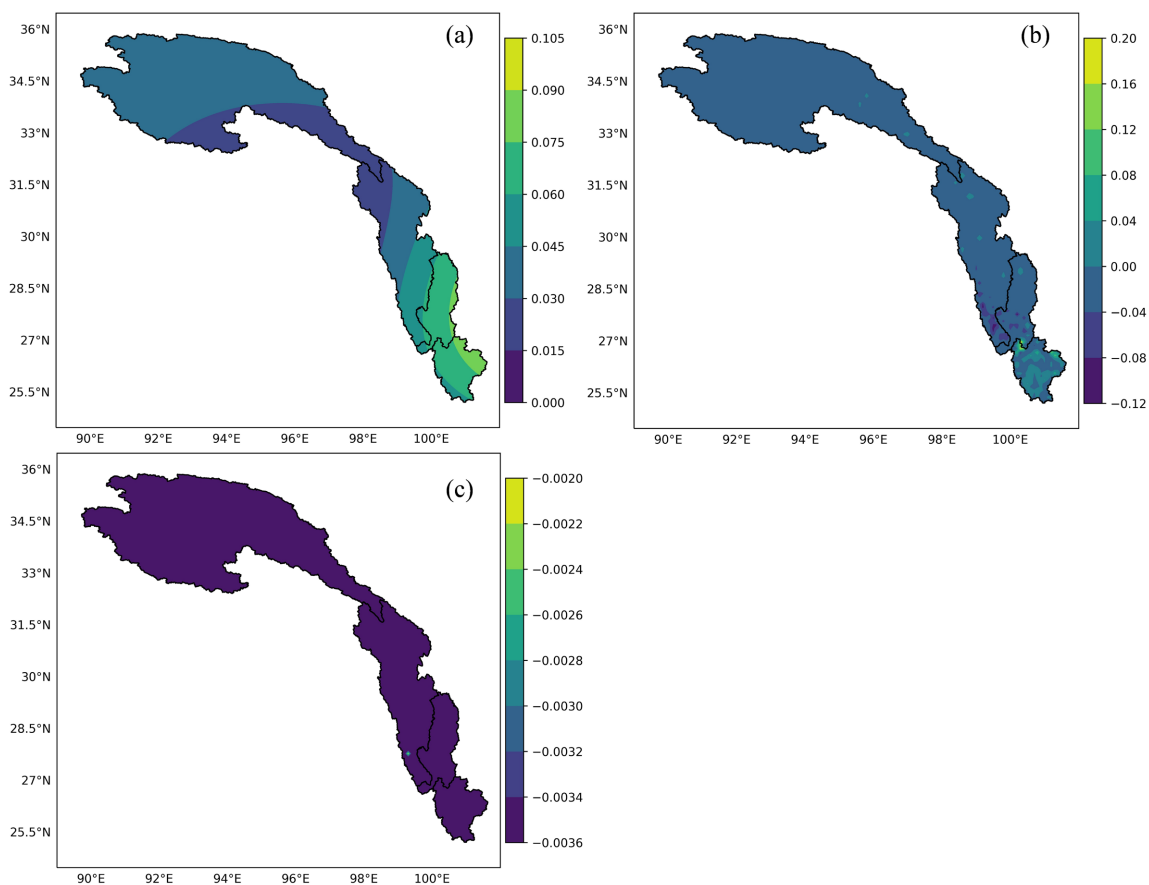 (a)
36°N
34.5°N
33°N
31.5°N
30°N
28.5°N
27°N
25.5°N
90°E 92°E 94°E 96°E 98°E 100°E
0.105
0.090
0.075
0.060
0.045
0.030
0.015
0.000
(b)
36°N
34.5°N
33°N
31.5°N
30°N
28.5°N
27°N
25.5°N
90°E 92°E 94°E 96°E 98°E 100°E
0.20
0.16
0.12
0.08
0.04
0.00
−0.04
−0.08
−0.12
(c)
36°N
34.5°N
33°N
31.5°N
30°N
28.5°N
27°N
25.5°N
90°E 92°E 94°E 96°E 98°E 100°E
−0.0020
−0.0022
−0.0024
−0.0026
−0.0028
−0.0030
−0.0032
−0.0034
−0.0036